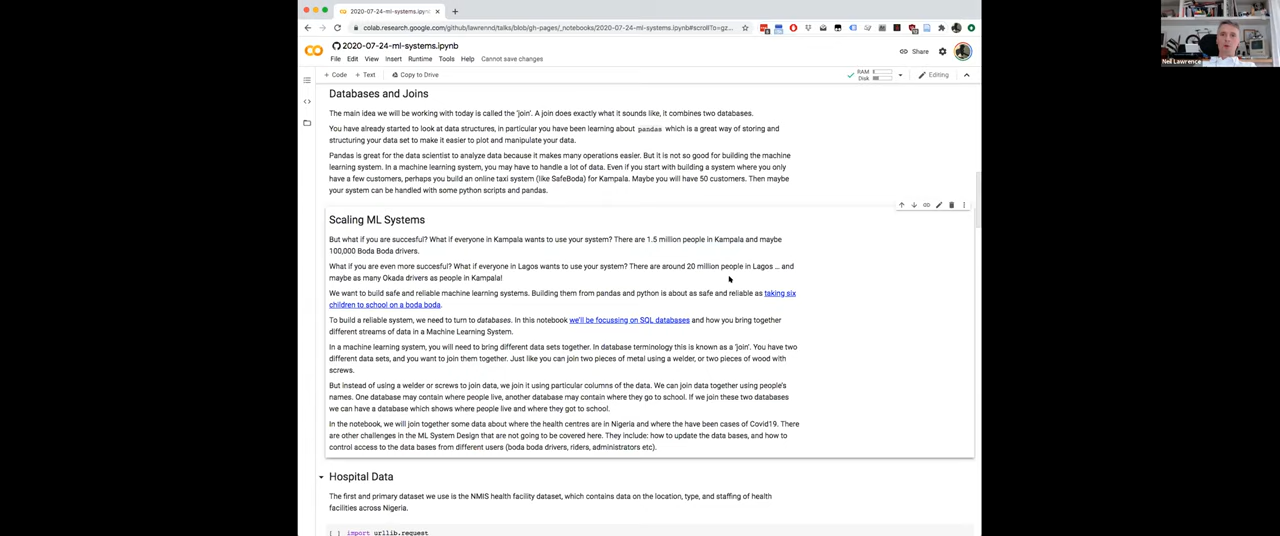 2020-07-24-ml-systems.ipynb
colab.research.google.com/github/lawrennd/talks/blob/gh-pages/_notebooks/2020-07-24-ml-systems.ipynb#scrollTo=gz...
2020-07-24-ml-systems.ipynb
Share
File Edit View Insert Runtime Tools Help Cannot save changes
+ Code + Text Copy to Drive
RAM
Disk
Editing
Neil Lawrence
Databases and Joins
The main idea we will be working with today is called the 'join'. A join does exactly what it sounds like, it combines two databases.
You have already started to look at data structures, in particular you have been learning about pandas which is a great way of storing and
structuring your data set to make it easier to plot and manipulate your data.
Pandas is great for the data scientist to analyze data because it makes many operations easier. But it is not so good for building the machine
learning system. In a machine learning system, you may have to handle a lot of data. Even if you start with building a system where you only
have a few customers, perhaps you build an online taxi system (like SafeBoda) for Kampala. Maybe you will have 50 customers. Then maybe
your system can be handled with some python scripts and pandas.
Scaling ML Systems
But what if you are succesful? What if everyone in Kampala wants to use your system? There are 1.5 million people in Kampala and maybe
100,000 Boda Boda drivers.
What if you are even more succesful? What if everyone in Lagos wants to use your system? There are around 20 million people in Lagos ... and
maybe as many Okada drivers as people in Kampala!
We want to build safe and reliable machine learning systems. Building them from pandas and python is about as safe and reliable as taking six
children to school on a boda boda.
To build a reliable system, we need to turn to databases. In this notebook we'll be focussing on SQL databases and how you bring together
different streams of data in a Machine Learning System.
In a machine learning system, you will need to bring different data sets together. In database terminology this is known as a 'join'. You have two
different data sets, and you want to join them together. Just like you can join two pieces of metal using a welder, or two pieces of wood with
screws.
But instead of using a welder or screws to join data, we join it using particular columns of the data. We can join data together using people's
names. One database may contain where people live, another database may contain where they go to school. If we join these two databases
we can have a database which shows where people live and where they got to school.
In the notebook, we will join together some data about where the health centres are in Nigeria and where the have been cases of Covid19. There
are other challenges in the ML System Design that are not going to be covered here. They include: how to update the data bases, and how to
control access to the data bases from different users (boda boda drivers, riders, administrators etc).
Hospital Data
The first and primary dataset we use is the NMIS health facility dataset, which contains data on the location, type, and staffing of health
facilities across Nigeria.
[ ] import urllib.request